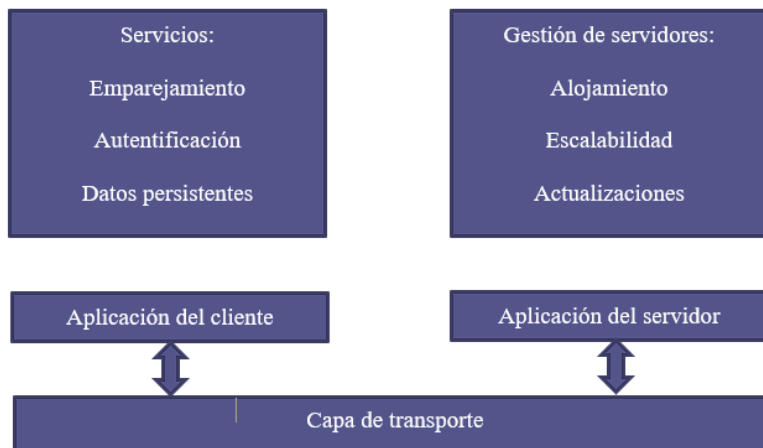 Servicios:
Emparejamiento
Autentificación
Datos persistentes
Gestión de servidores:
Alojamiento
Escalabilidad
Actualizaciones
Aplicación del cliente
Aplicación del servidor
Capa de transporte